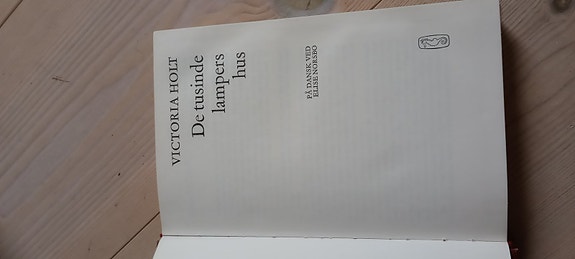 VICTORIA HOLT
De tusinde
lampers
hus
PÅ DANSK VED
ELISE NORSBO